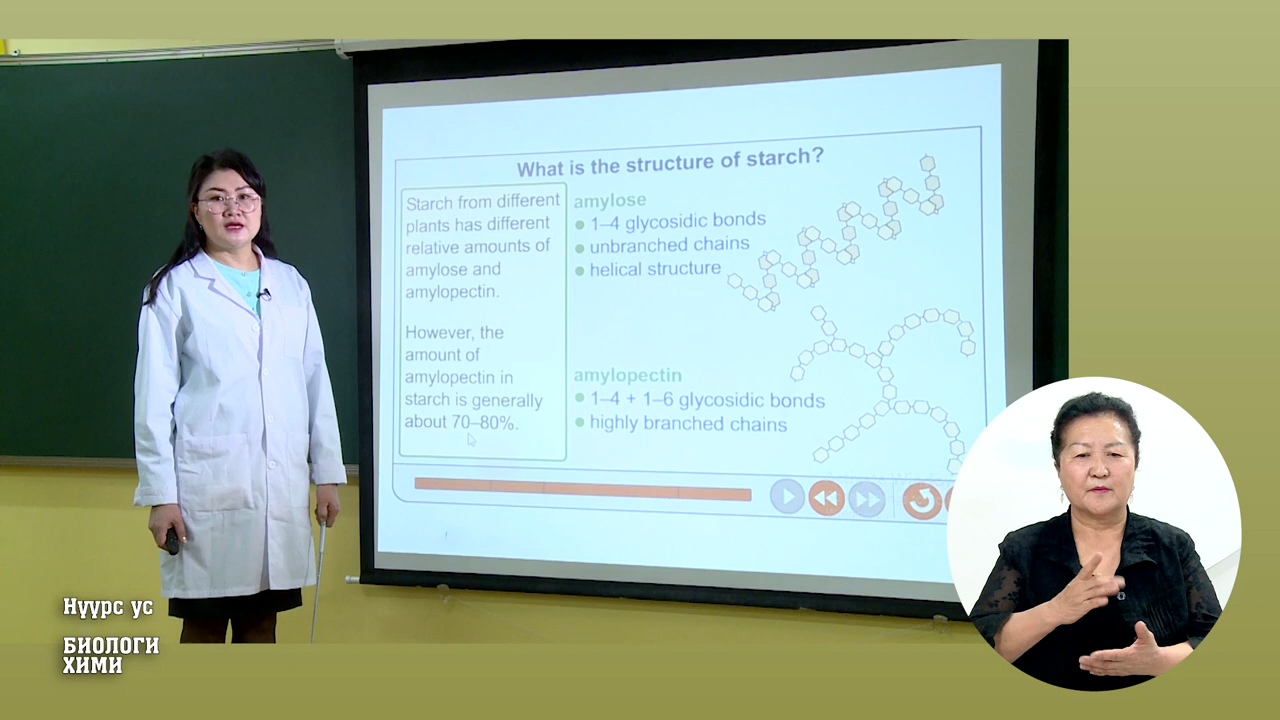 What is the structure of starch?
Starch from different
plants has different
relative amounts of
amylose and
amylopectin.
However, the
amount of
amylopectin in
starch is generally
about 70–80%.
amylose
1–4 glycosidic bonds
unbranched chains
helical structure
amylopectin
1–4 + 1–6 glycosidic bonds
highly branched chains
Нүүрс ус
БИОЛОГИ
ХИМИ